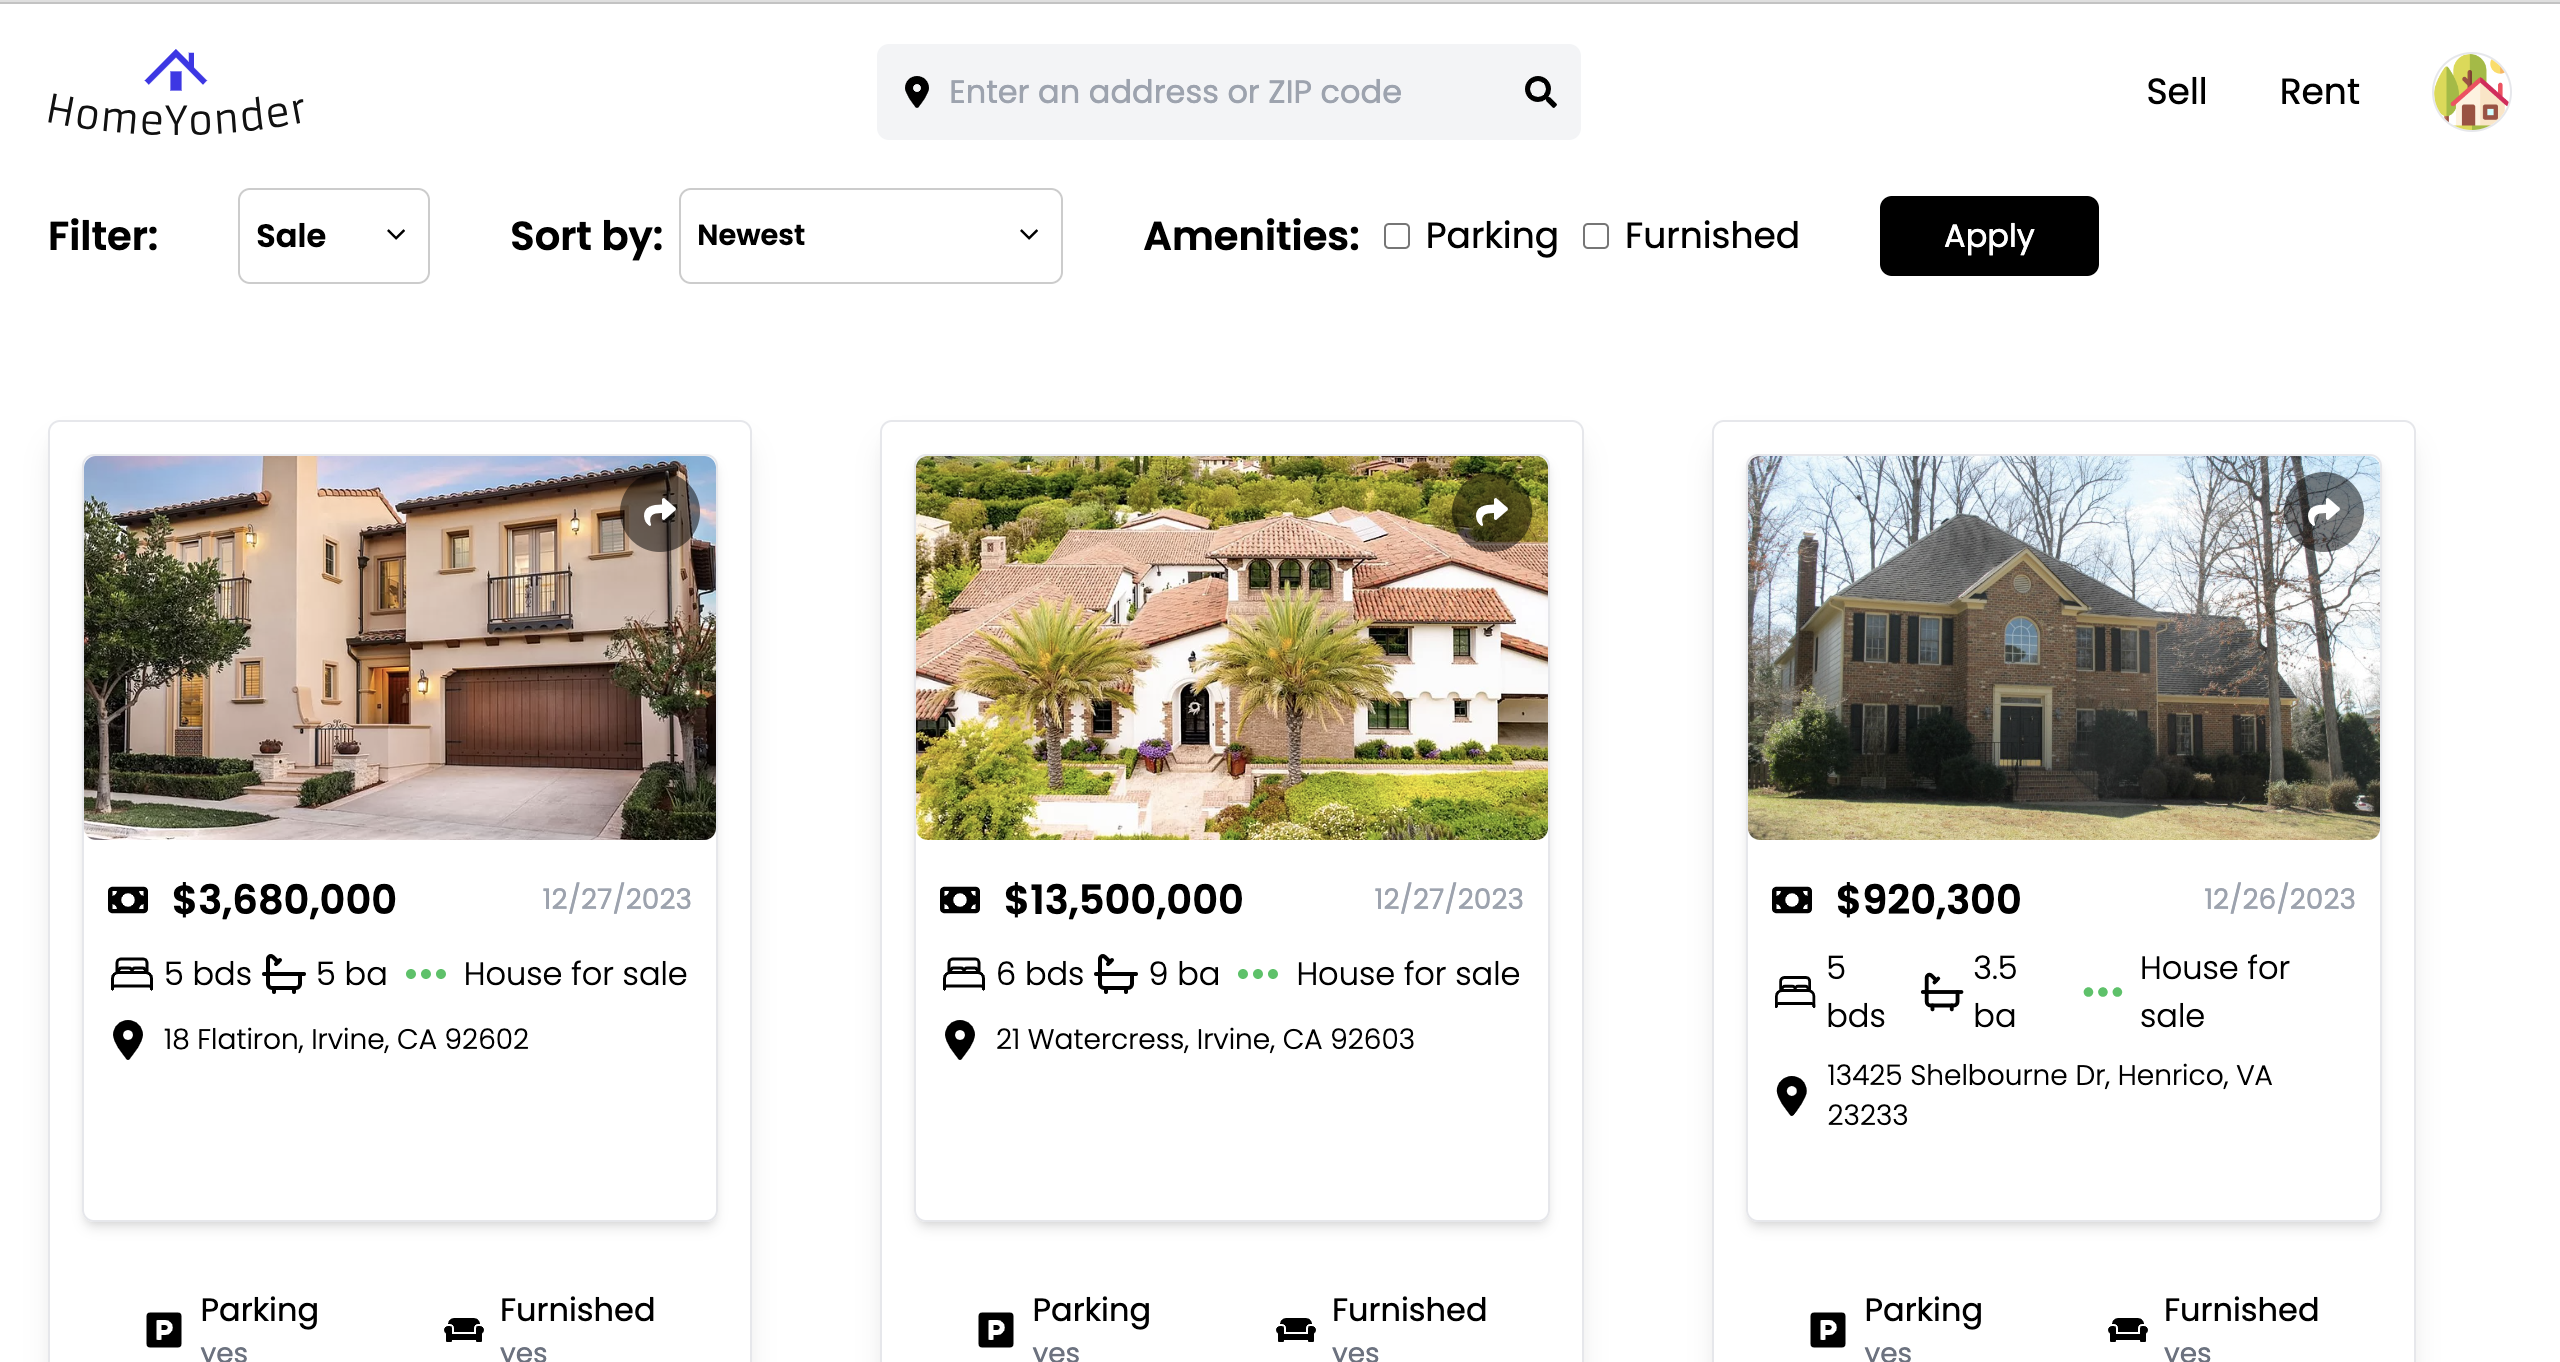 HomeYonder
Enter an address or ZIP code
Sell
Rent
Filter:
Sale
Sort by:
Newest
Amenities:
Parking
Furnished
Apply
$3,680,000
12/27/2023
5 bds
5 ba
House for sale
18 Flatiron, Irvine, CA 92602
Parking
yes
Furnished
yes
$13,500,000
12/27/2023
6 bds
9 ba
House for sale
21 Watercress, Irvine, CA 92603
Parking
yes
Furnished
yes
$920,300
12/26/2023
5
bds
3.5
ba
House for
sale
13425 Shelbourne Dr, Henrico, VA
23233
Parking
yes
Furnished
yes